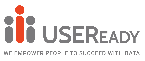 USEREADY
WE EMPOWER PEOPLE TO SUCCEED WITH DATA